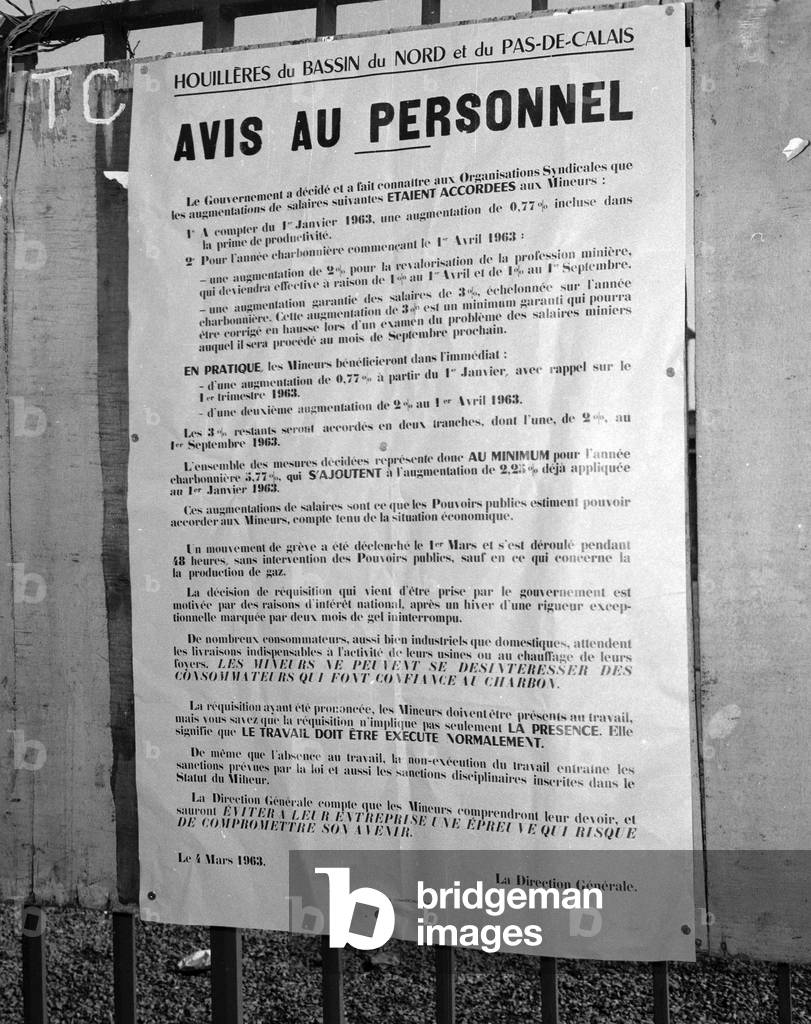 TC
HOUILLÈRES du BASSIN du NORD et du PAS-DE-CALAIS
AVIS AU PERSONNEL
Le Gouvernement a décidé et a fait connaître aux Organisations Syndicales que
les augmentations de salaires suivantes ETAIENT ACCORDEES aux Mineurs :
1° A compter du 1er Janvier 1963, une augmentation de 0,77% incluse dans
la prime de productivité.
2° Pour l'année charbonnière commençant le 1er Avril 1963 :
- une augmentation de 2% pour la revalorisation de la profession minière,
qui deviendra effective à raison de 1% au 1er Avril et de 1% au 1er Septembre.
- une augmentation garantie des salaires de 3%, échelonnée sur l'année
charbonnière. Cette augmentation de 3% est un minimum garanti qui pourra
être corrigé en hausse lors d'un examen du problème des salaires miniers
auquel il sera procédé au mois de Septembre prochain.
EN PRATIQUE, les Mineurs bénéficieront dans l'immédiat :
- d'une augmentation de 0,77% à partir du 1er Janvier, avec rappel sur le
1er trimestre 1963.
- d'une deuxième augmentation de 2% au 1er Avril 1963.
Les 3% restants seront accordés en deux tranches, dont l'une, de 2%, au
1er Septembre 1963.
L'ensemble des mesures décidées représente donc AU MINIMUM pour l'année
charbonnière 5,77%, qui S'AJOUTENT à l'augmentation de 2,25% déjà appliquée
au 1er Janvier 1963.
Ces augmentations de salaires sont ce que les Pouvoirs publics estiment pouvoir
accorder aux Mineurs, compte tenu de la situation économique.
Un mouvement de grève a été déclenché le 1er Mars et s'est déroulé pendant
48 heures, sans intervention des Pouvoirs publics, sauf en ce qui concerne la
la production de gaz.
La décision de réquisition qui vient d'être prise par le gouvernement est
motivée par des raisons d'intérêt national, après un hiver d'une rigueur excep-
tionnelle marquée par deux mois de gel ininterrompu.
De nombreux consommateurs, aussi bien industriels que domestiques, attendent
les livraisons indispensables à l'activité de leurs usines ou au chauffage de leurs
foyers. LES MINEURS NE PEUVENT SE DESINTERESSER DES
CONSOMMATEURS QUI FONT CONFIANCE AU CHARBON.
La réquisition ayant été prononcée, les Mineurs doivent être présents au travail,
mais vous savez que la réquisition n'implique pas seulement LA PRESENCE. Elle
signifie que LE TRAVAIL DOIT ÊTRE EXECUTE NORMALEMENT.
De même que l'absence au travail, la non-exécution du travail entraîne les
sanctions prévues par la loi et aussi les sanctions disciplinaires inscrites dans le
Statut du Mineur.
La Direction Générale compte que les Mineurs comprendront leur devoir, et
sauront ÉVITER A LEUR ENTREPRISE UNE ÉPREUVE QUI RISQUE
DE COMPROMETTRE SON AVENIR.
Le 4 Mars 1963.
La Direction Générale.
b bridgeman
images